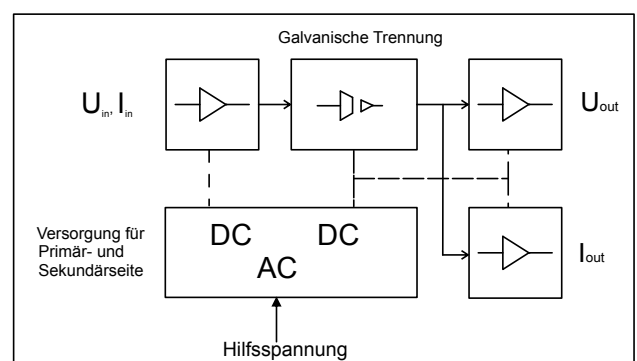 Galvanische Trennung
Uin, Iin
Uout
Versorgung für
Primär- und
Sekundärseite
DC DC
AC
Iout
Hilfsspannung